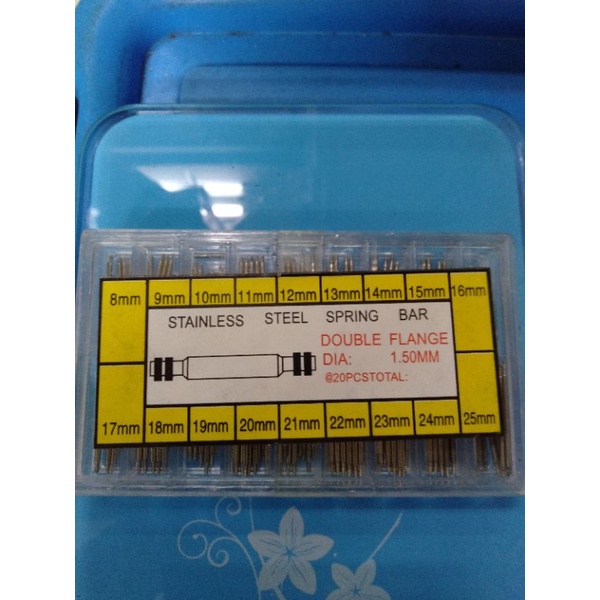 8mm 9mm 10mm 11mm 12mm 13mm 14mm 15mm 16mm
STAINLESS STEEL SPRING BAR
DOUBLE FLANGE
DIA: 1.50MM
@20PCSTOTAL:
17mm 18mm 19mm 20mm 21mm 22mm 23mm 24mm 25mm